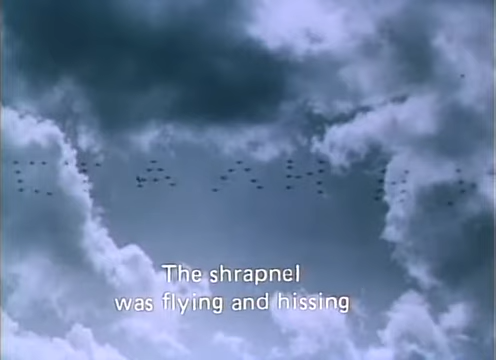 The shrapnel
was flying and hissing